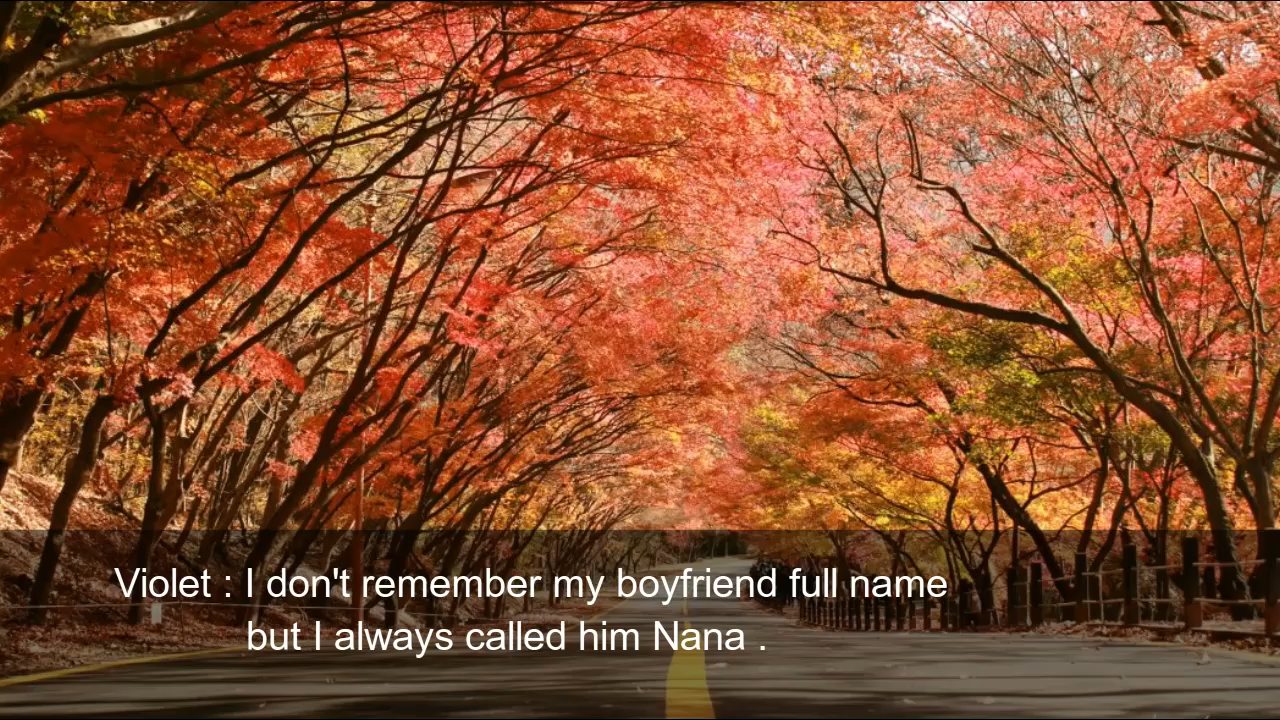 Violet : I don't remember my boyfriend full name
but I always called him Nana .